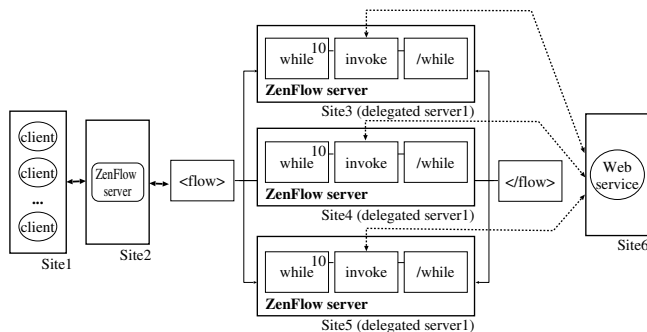 10
while
invoke
/while
ZenFlow server
Site3 (delegated server1)
client
client
...
client
Site1
ZenFlow
server
Site2
<flow>
10
while
invoke
/while
ZenFlow server
Site4 (delegated server1)
</flow>
Web
service
Site6
10
while
invoke
/while
ZenFlow server
Site5 (delegated server1)